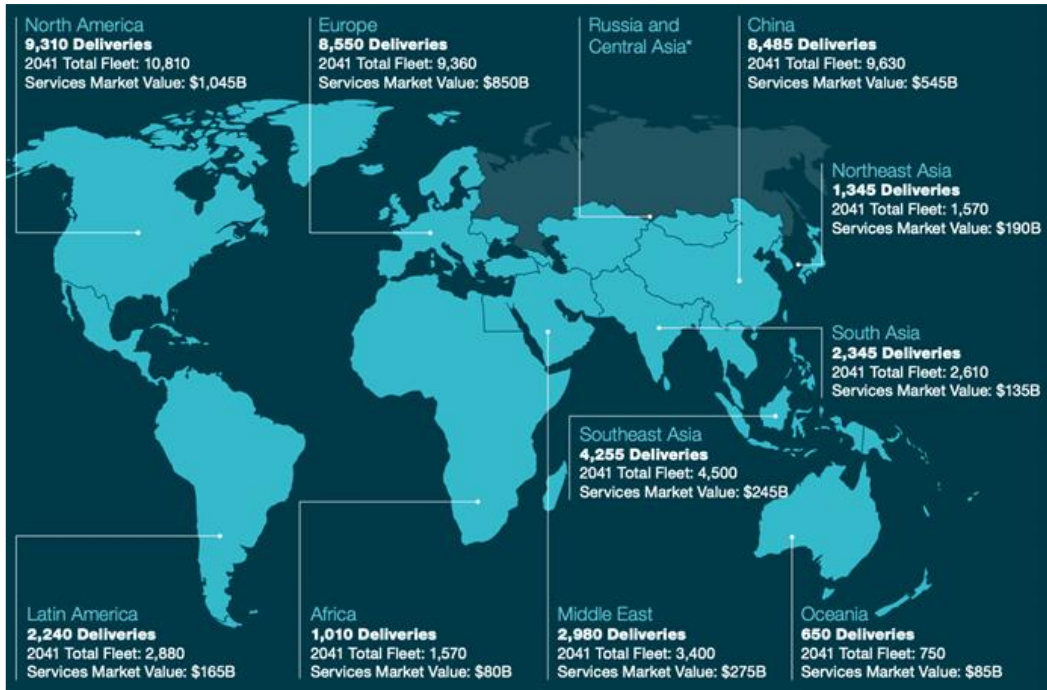 North America
9,310 Deliveries
2041 Total Fleet: 10,810
Services Market Value: $1,045B
Europe
8,550 Deliveries
2041 Total Fleet: 9,360
Services Market Value: $850B
Russia and
Central Asia*
China
8,485 Deliveries
2041 Total Fleet: 9,630
Services Market Value: $545B
Northeast Asia
1,345 Deliveries
2041 Total Fleet: 1,570
Services Market Value: $190B
South Asia
2,345 Deliveries
2041 Total Fleet: 2,610
Services Market Value: $135B
Southeast Asia
4,255 Deliveries
2041 Total Fleet: 4,500
Services Market Value: $245B
Latin America
2,240 Deliveries
2041 Total Fleet: 2,880
Services Market Value: $165B
Africa
1,010 Deliveries
2041 Total Fleet: 1,570
Services Market Value: $80B
Middle East
2,980 Deliveries
2041 Total Fleet: 3,400
Services Market Value: $275B
Oceania
650 Deliveries
2041 Total Fleet: 750
Services Market Value: $85B